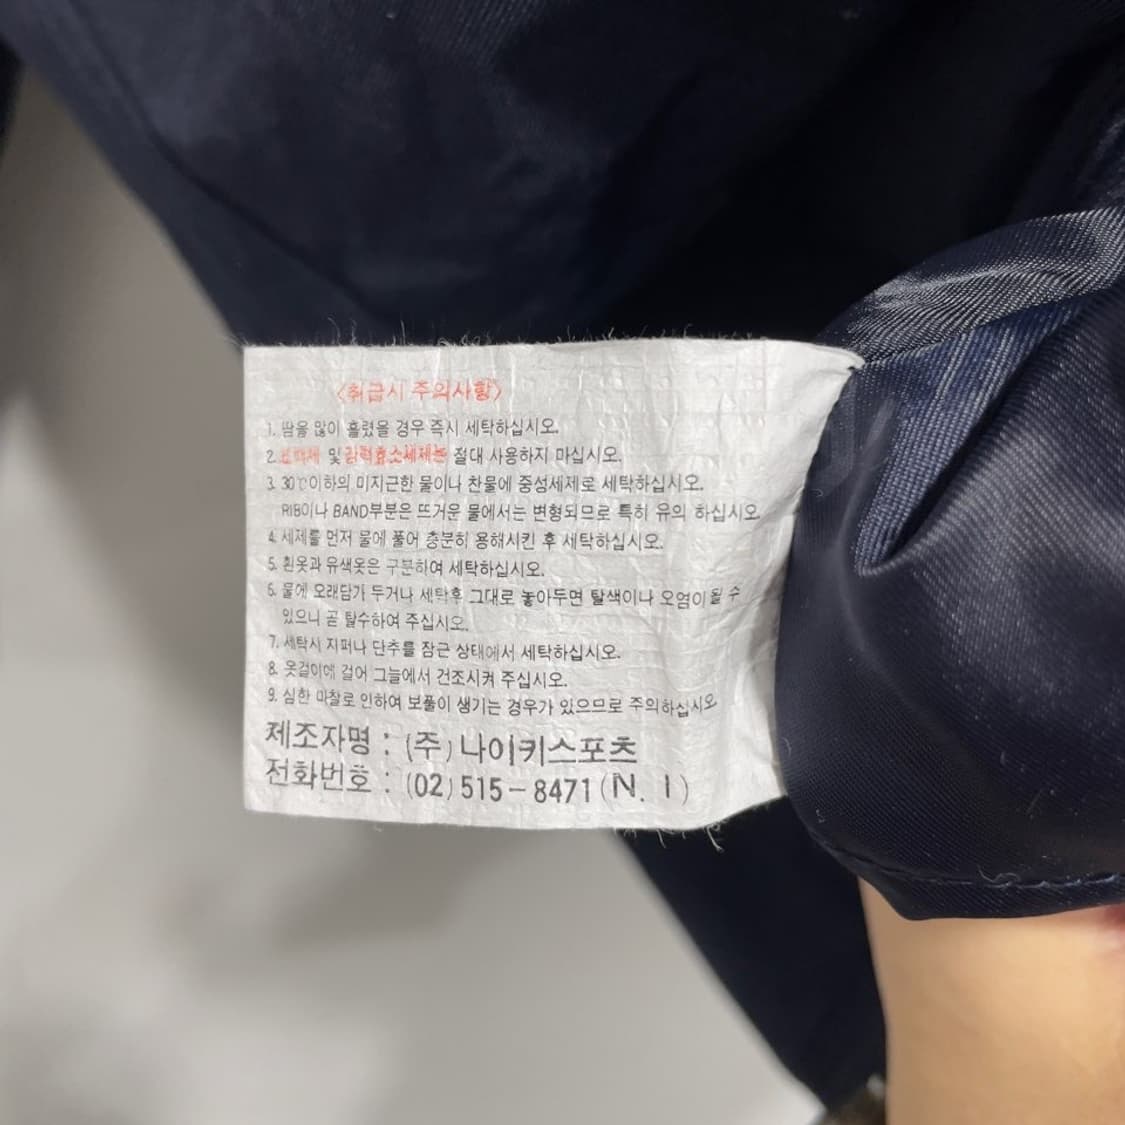 <취급시 주의사항>
1. 땀을 많이 흘렸을 경우 즉시 세탁하십시오.
2. 표백제 및 강력효소세제는 절대 사용하지 마십시오.
3. 30℃이하의 미지근한 물이나 찬물에 중성세제로 세탁하십시오.
RIB이나 BAND부분은 뜨거운 물에서는 변형되므로 특히 유의 하십시오.
4. 세제를 먼저 물에 풀어 충분히 용해시킨 후 세탁하십시오.
5. 흰옷과 유색옷은 구분하여 세탁하십시오.
6. 물에 오래담가 두거나 세탁후 그대로 놓아두면 탈색이나 오염이 될 수
있으니 곧 탈수하여 주십시오.
7. 세탁시 지퍼나 단추를 잠근 상태에서 세탁하십시오.
8. 옷걸이에 걸어 그늘에서 건조시켜 주십시오.
9. 심한 마찰로 인하여 보풀이 생기는 경우가 있으므로 주의하십시오.
제조자명 : (주) 나이키스포츠
전화번호 : (02) 515-8471 (N. I)